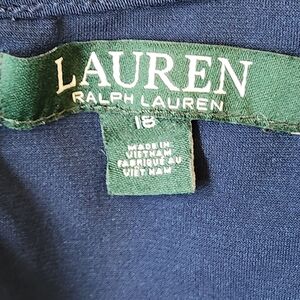 LAUREN
RALPH LAUREN
18
MADE IN
VIETNAM
FABRIQUÉ AU
VIET NAM